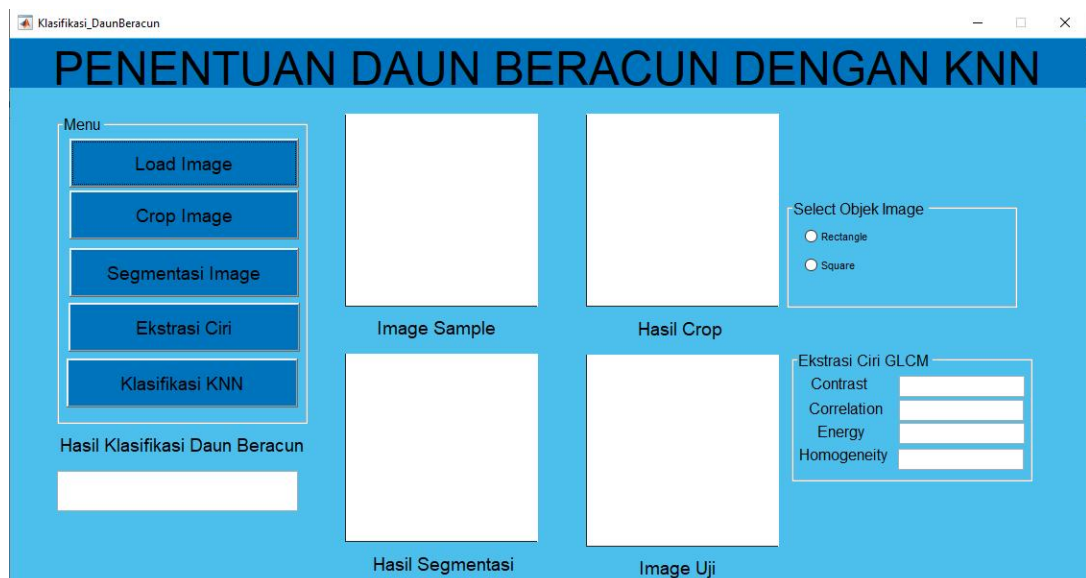 Klasifikasi_DaunBeracun
PENENTUAN DAUN BERACUN DENGAN KNN
Menu
Load Image
Crop Image
Segmentasi Image
Ekstrasi Ciri
Klasifikasi KNN
Hasil Klasifikasi Daun Beracun
Image Sample
Hasil Crop
Hasil Segmentasi
Image Uji
Select Objek Image
Rectangle
Square
Ekstrasi Ciri GLCM
Contrast
Correlation
Energy
Homogeneity